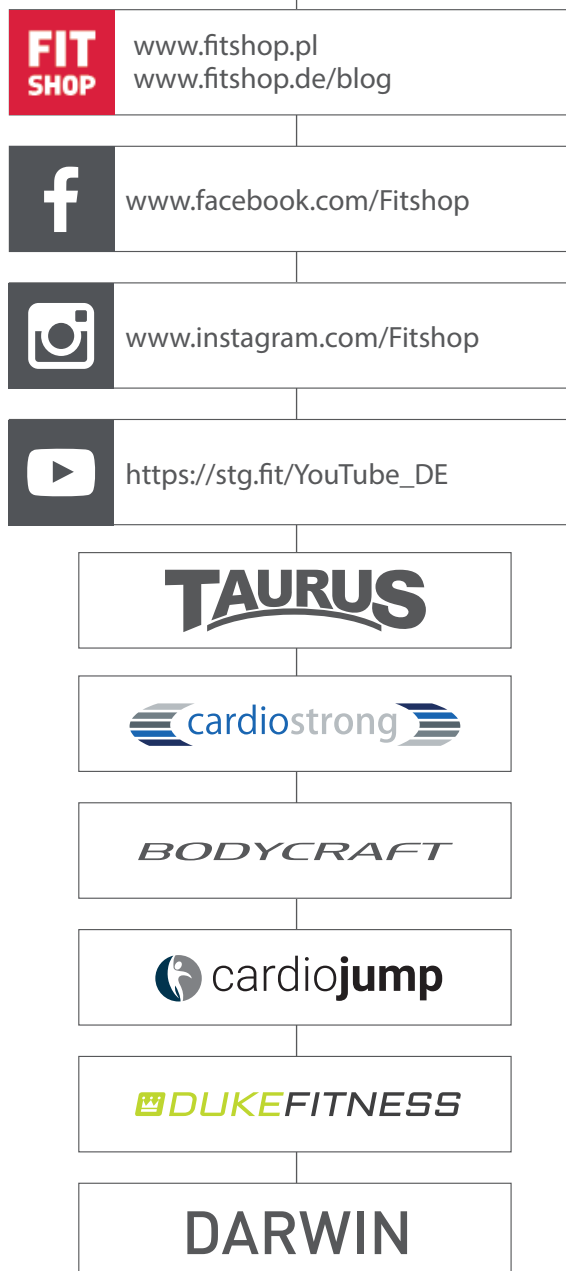 FIT
SHOP
www.fitshop.pl
www.fitshop.de/blog
f
www.facebook.com/Fitshop
www.instagram.com/Fitshop
https://stg.fit/YouTube_DE
TAURUS
cardiostrong
BODYCRAFT
cardiojump
DUKEFITNESS
DARWIN